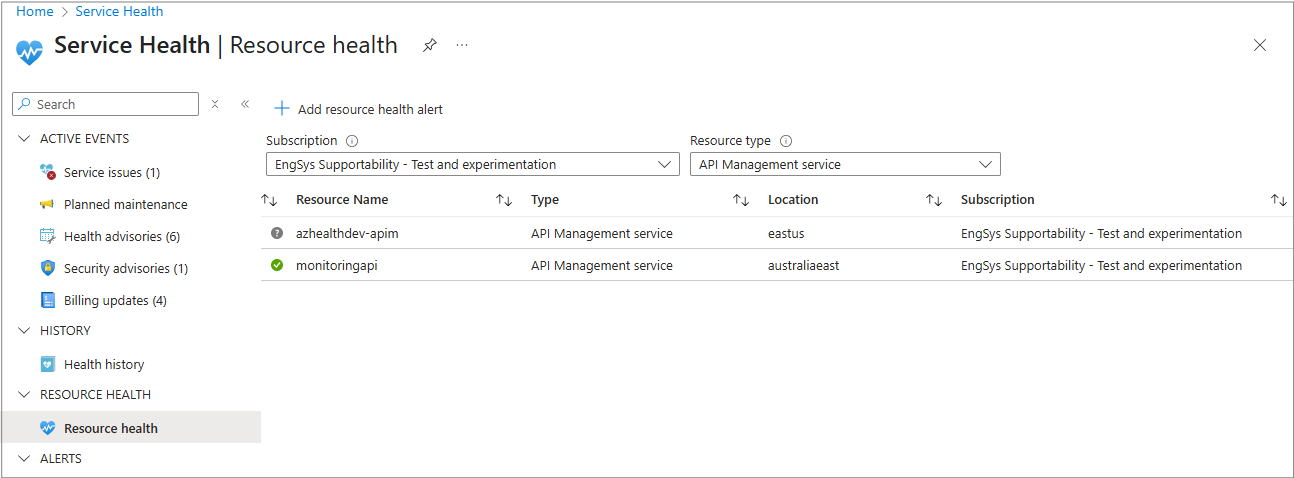 Home > Service Health
Service Health | Resource health ...
Search
«
+ Add resource health alert
ACTIVE EVENTS
Service issues (1)
Planned maintenance
Health advisories (6)
Security advisories (1)
Billing updates (4)
HISTORY
Health history
RESOURCE HEALTH
Resource health
ALERTS
Subscription
Resource type
EngSys Supportability - Test and experimentation
API Management service
Resource Name Type Location Subscription
azhealthdev-apim API Management service eastus EngSys Supportability - Test and experimentation
monitoringapi API Management service australiaeast EngSys Supportability - Test and experimentation